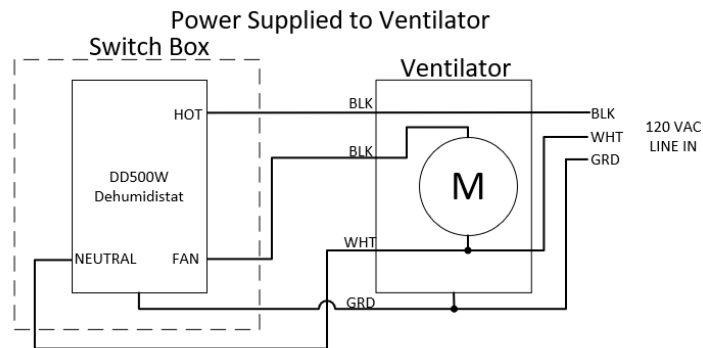 Power Supplied to Ventilator
Switch Box
Ventilator
HOT
BLK
BLK
120 VAC
LINE IN
WHT
GRD
BLK
DD500W
Dehumidistat
M
NEUTRAL
FAN
WHT
GRD